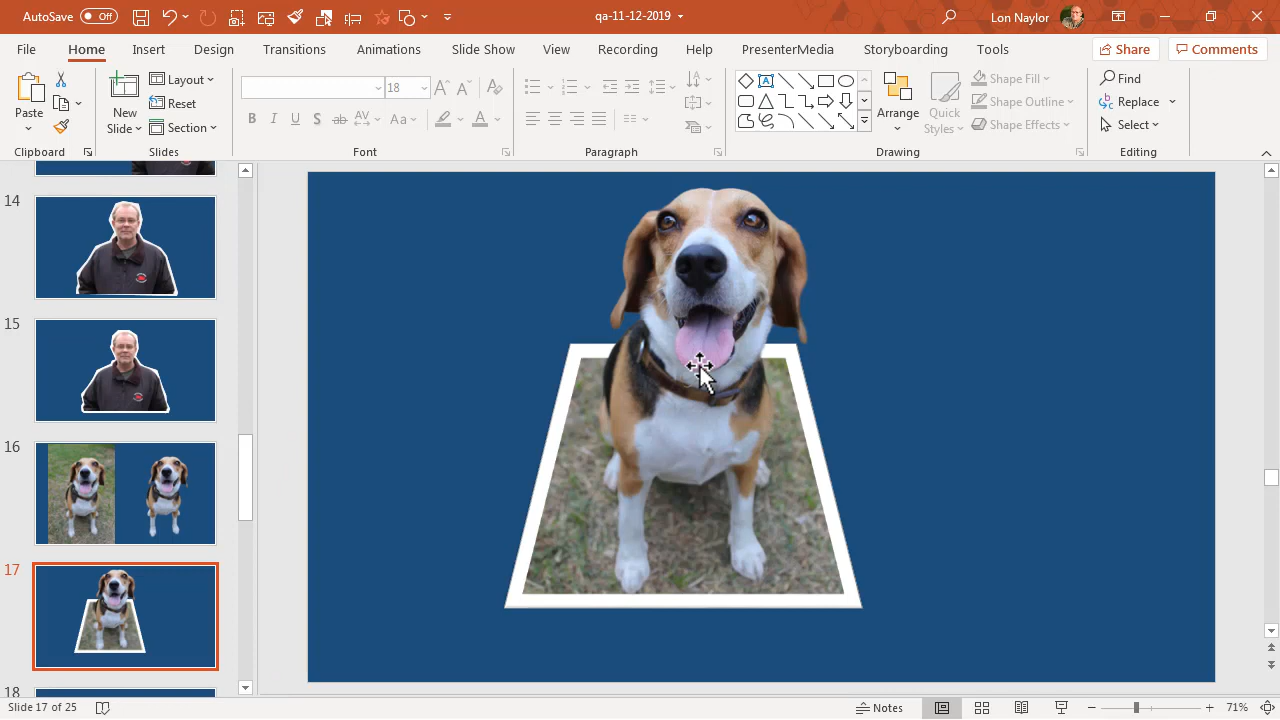 AutoSave Off qa-11-12-2019 Lon Naylor
File Home Insert Design Transitions Animations Slide Show View Recording Help PresenterMedia Storyboarding Tools Share Comments
Paste
Clipboard
New Slide
Layout
Reset
Section
Slides
18
B I U S ab AV Aa A
Font
Paragraph
Arrange
Quick Styles
Shape Fill
Shape Outline
Shape Effects
Drawing
Find
Replace
Select
Editing
14
15
16
17
18
Slide 17 of 25 Notes 71%